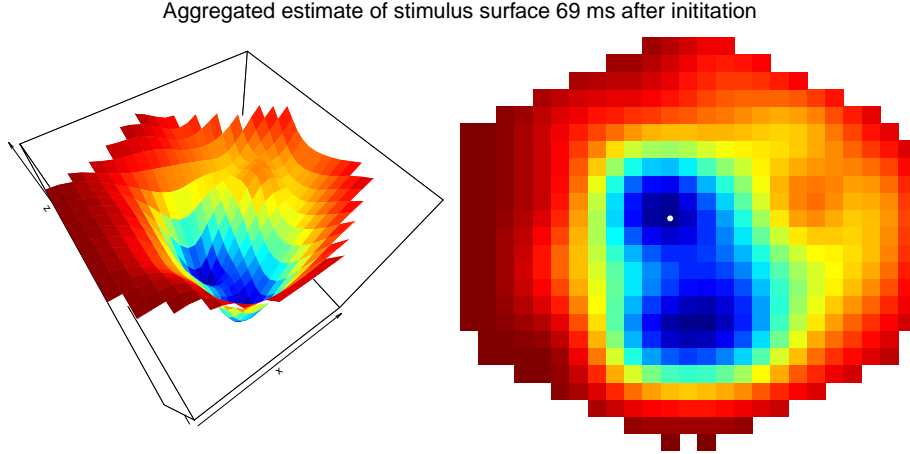 Aggregated estimate of stimulus surface 69 ms after inititation
z
x